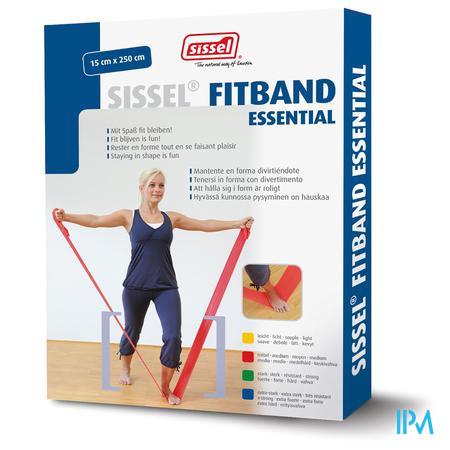 15 cm x 250 cm
SISSEL
The natural way of Sweden
SISSEL® FITBAND
ESSENTIAL
Mit Spaß fit bleiben!
Fit blijven is fun!
Rester en forme tout en se faisant plaisir
Staying in shape is fun
Mantente en forma divirtiéndote
Tenersi in forma con divertimento
Att hålla sig i form är roligt
Hyvässä kunnossa pysyminen on hauskaa
leicht - licht - souple - light
suave - debole - lätt - kevyt
mittel - medium - moyen - medium
medio - medio - medelhård - keskivahva
stark - sterk - résistant - strong
fuerte - forte - hård - vahva
extra-stark - extra sterk - très résistant
x-strong - extra fuerte - extra forte
extra hård - erityisvahva
SISSEL® FITBAND ESSENTIAL
IPM